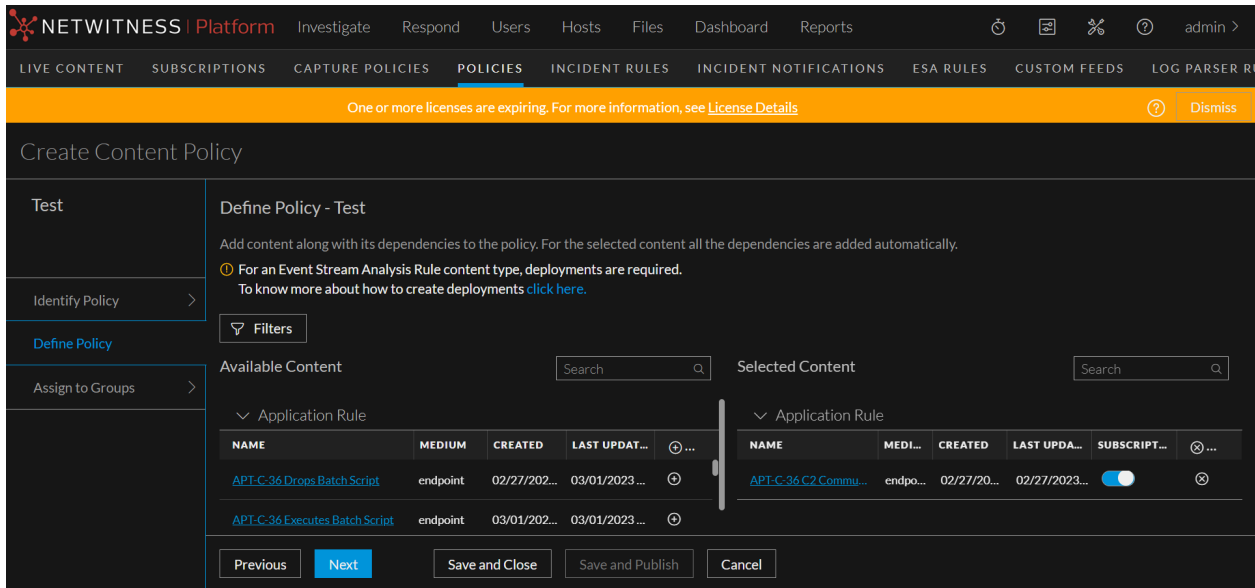 NETWITNESS | Platform Investigate Respond Users Hosts Files Dashboard Reports admin >
LIVE CONTENT SUBSCRIPTIONS CAPTURE POLICIES POLICIES INCIDENT RULES INCIDENT NOTIFICATIONS ESA RULES CUSTOM FEEDS LOG PARSER RU
One or more licenses are expiring. For more information, see License Details Dismiss
Create Content Policy
Test
Define Policy - Test
Add content along with its dependencies to the policy. For the selected content all the dependencies are added automatically.
For an Event Stream Analysis Rule content type, deployments are required.
To know more about how to create deployments click here.
Identify Policy
Filters
Define Policy
Available Content Search Selected Content Search
Assign to Groups
Application Rule Application Rule
NAME MEDIUM CREATED LAST UPDAT... ... NAME MEDI... CREATED LAST UPDA... SUBSCRIPT... ...
APT-C-36 Drops Batch Script endpoint 02/27/202... 03/01/2023 ... APT-C-36 C2 Commu... endpo... 02/27/20... 02/27/2023...
APT-C-36 Executes Batch Script endpoint 03/01/202... 03/01/2023 ...
Previous Next Save and Close Save and Publish Cancel